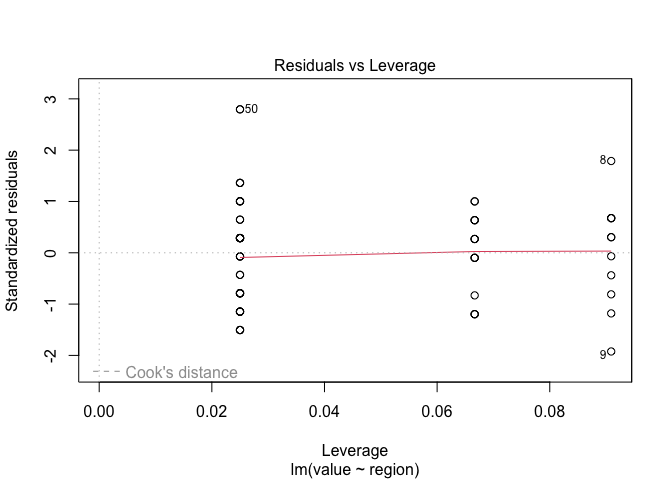 Residuals vs Leverage
Standardized residuals
3
2
1
0
-1
-2
50
8
9
Cook's distance
0.00 0.02 0.04 0.06 0.08
Leverage
lm(value ~ region)